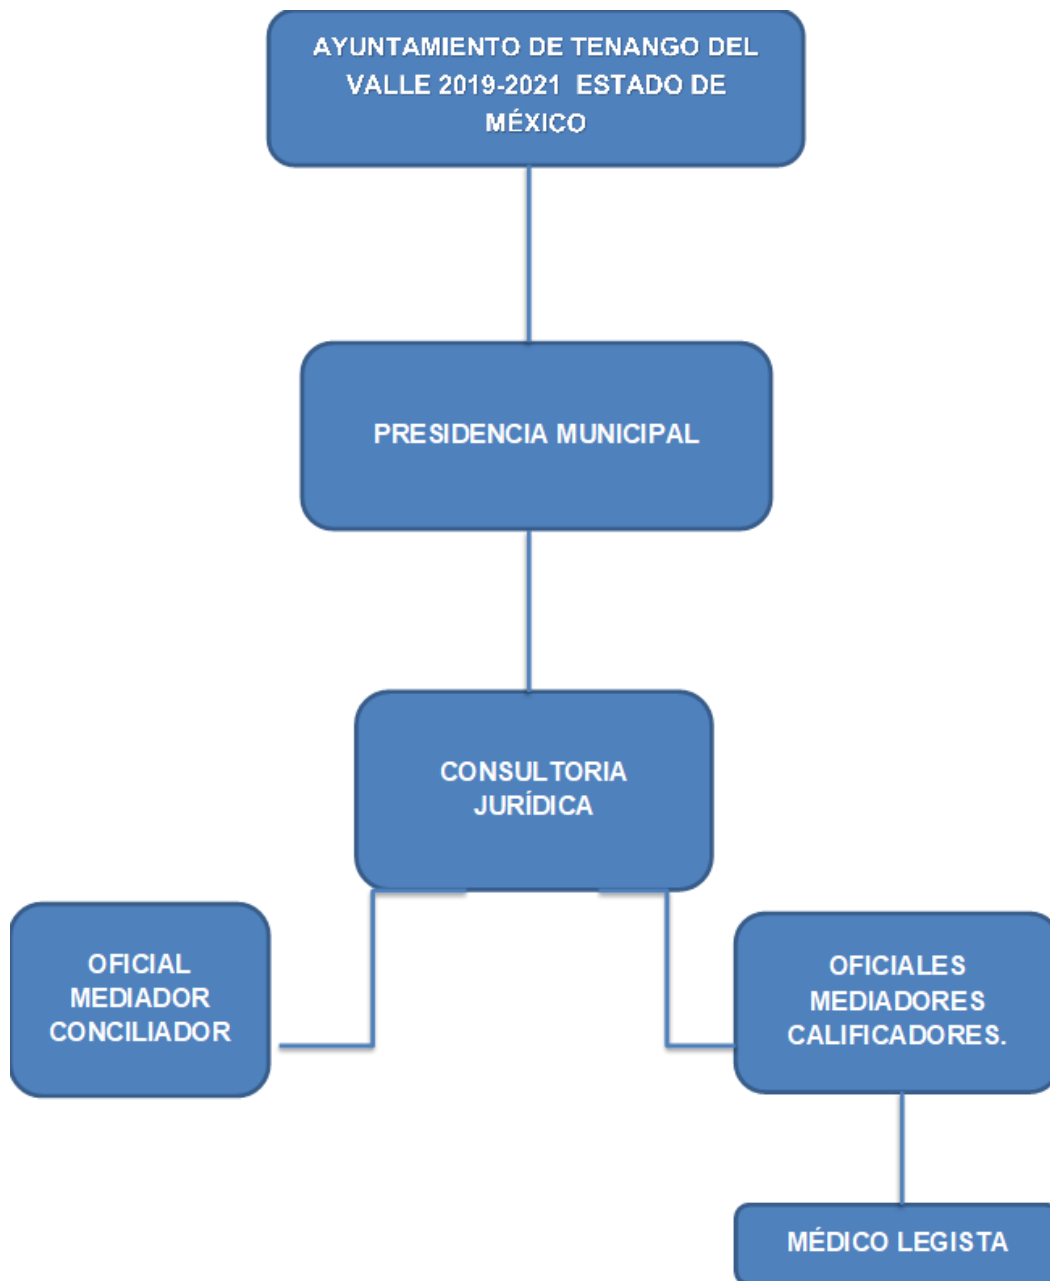 AYUNTAMIENTO DE TENANGO DEL
VALLE 2019-2021 ESTADO DE
MÉXICO
PRESIDENCIA MUNICIPAL
CONSULTORIA
JURÍDICA
OFICIAL
MEDIADOR
CONCILIADOR
OFICIALES
MEDIADORES
CALIFICADORES.
MÉDICO LEGISTA